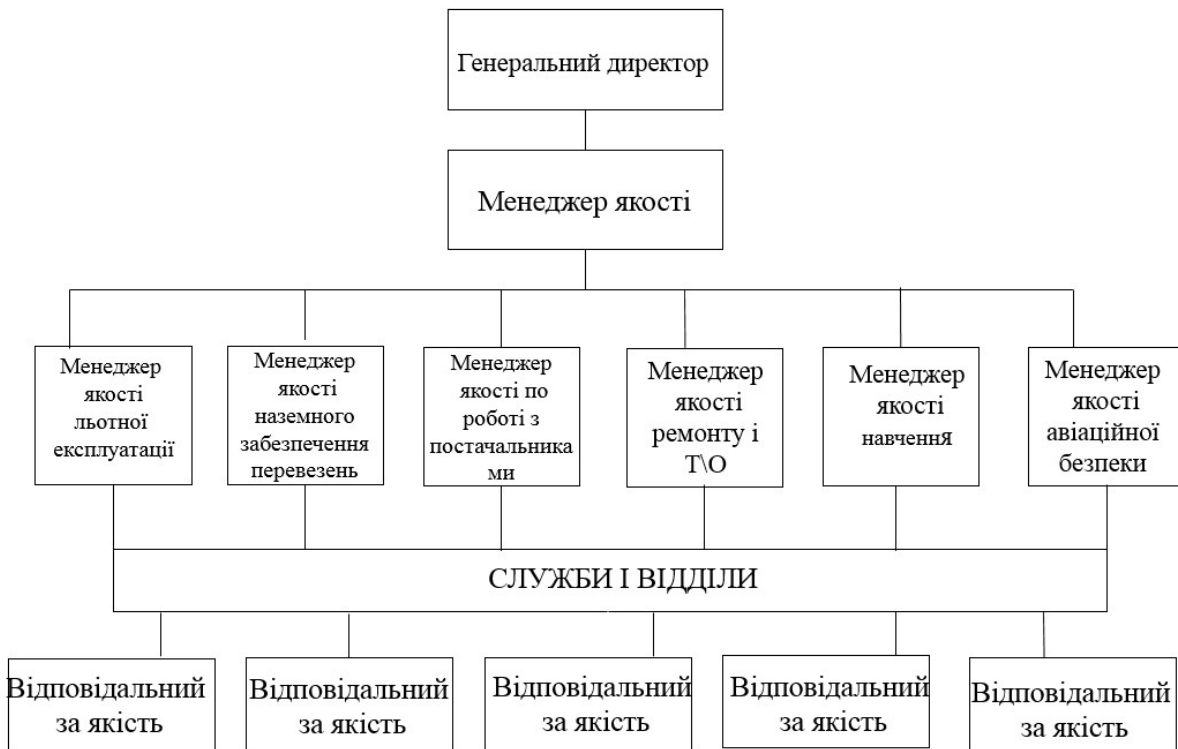 Генеральний директор
Менеджер якості
Менеджер
якості
льотної
експлуатації
Менеджер
якості
наземного
забезпечення
перевезень
Менеджер
якості по
роботі з
постачальника
ми
Менеджер
якості
ремонту і
Т\О
Менеджер
якості
навчення
Менеджер
якості
авіаційної
безпеки
СЛУЖБИ І ВІДДІЛИ
Відповідальний
за якість
Відповідальний
за якість
Відповідальний
за якість
Відповідальний
за якість
Відповідальний
за якість